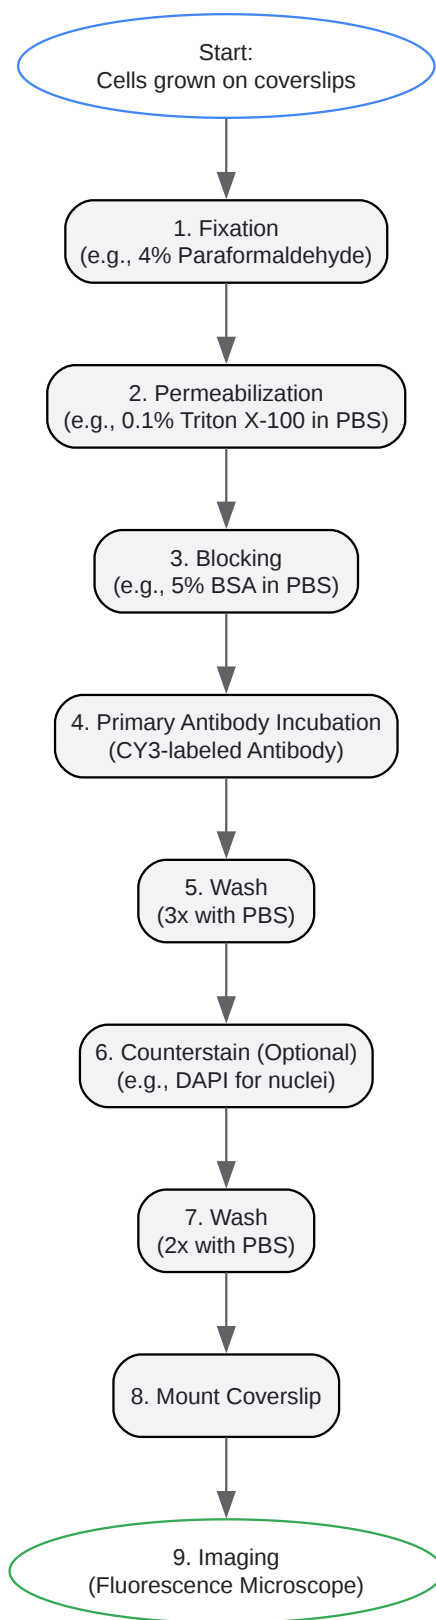 Start:
Cells grown on coverslips
1. Fixation
(e.g., 4% Paraformaldehyde)
2. Permeabilization
(e.g., 0.1% Triton X-100 in PBS)
3. Blocking
(e.g., 5% BSA in PBS)
4. Primary Antibody Incubation
(CY3-labeled Antibody)
5. Wash
(3x with PBS)
6. Counterstain (Optional)
(e.g., DAPI for nuclei)
7. Wash
(2x with PBS)
8. Mount Coverslip
9. Imaging
(Fluorescence Microscope)